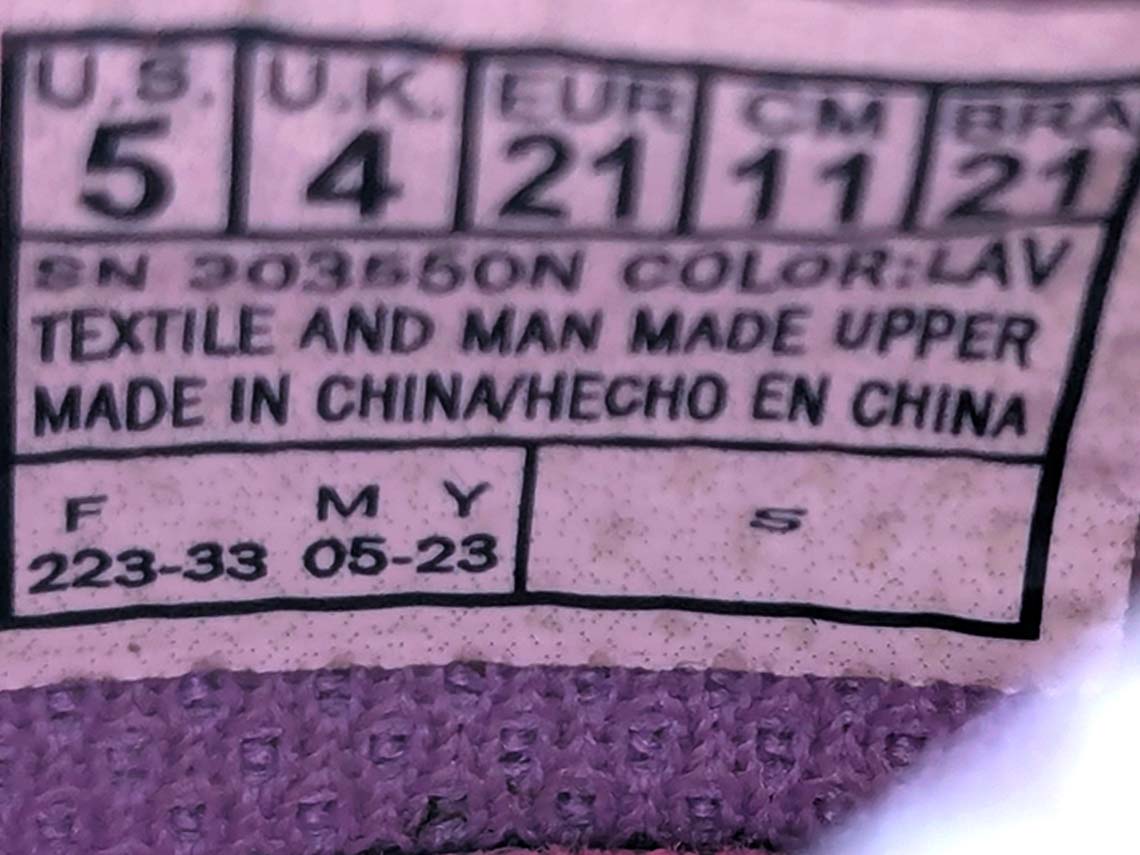 U.S. U.K. EUR CM BRA
5 4 21 11 21
SN 303550N COLOR:LAV
TEXTILE AND MAN MADE UPPER
MADE IN CHINA/HECHO EN CHINA
F M Y
223-33 05-23
S